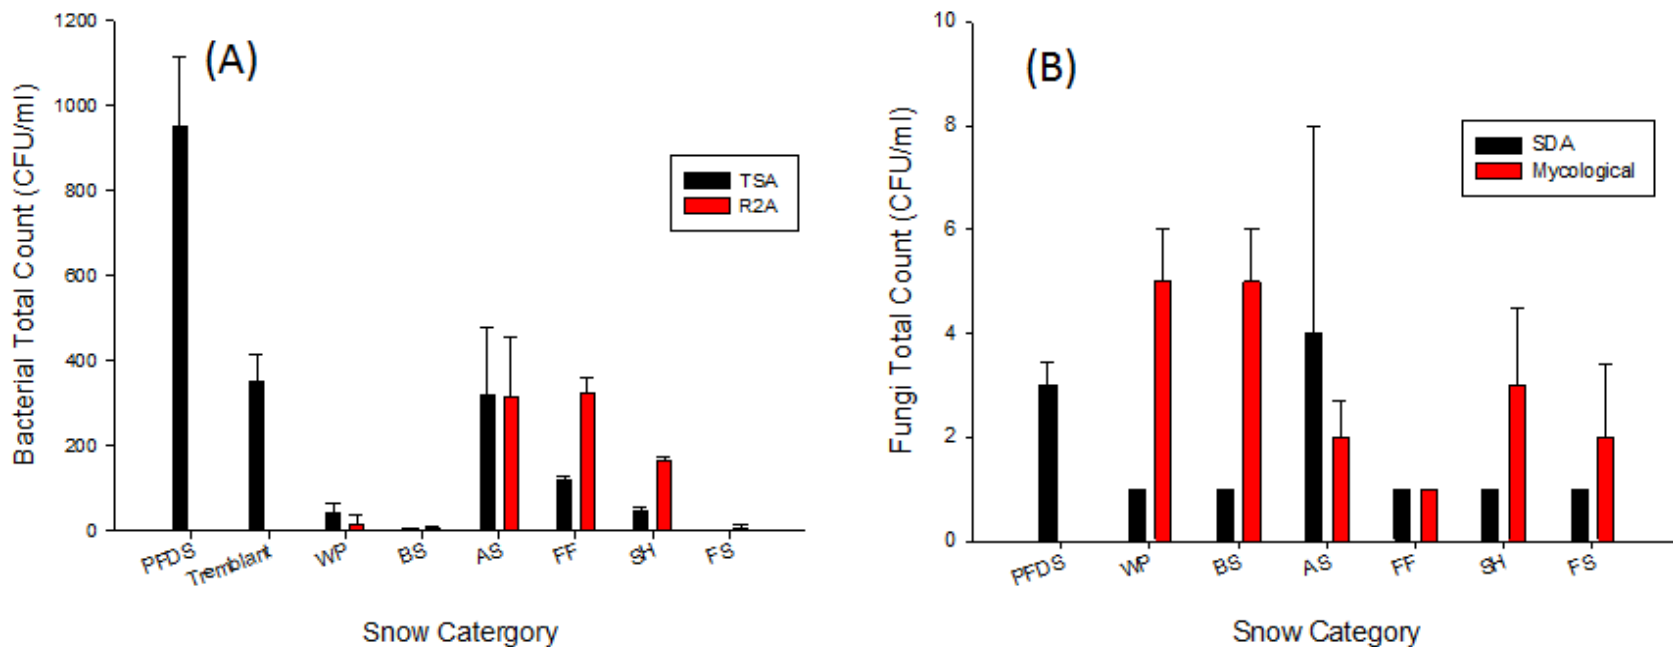 (A)
Bacterial Total Count (CFU/ml)
1200
1000
800
600
400
200
0
TSA
R2A
PFDS Tremblant WP BS AS FF SH FS
Snow Catergory
(B)
Fungi Total Count (CFU/ml)
10
8
6
4
2
0
SDA
Mycological
PFDS WP BS AS FF SH FS
Snow Category